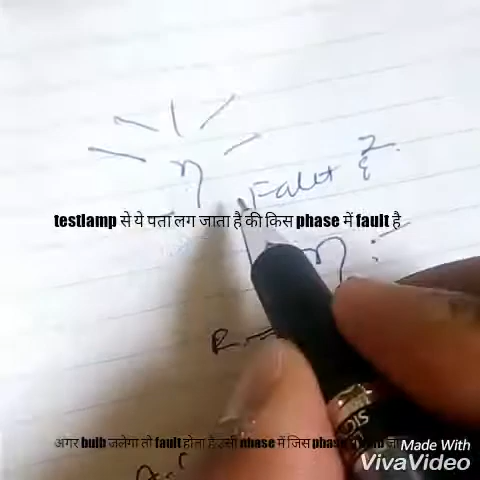 η
Fault है.
testlamp से ये पता लग जाता है की किस phase में fault है
η :-
R
अगर bulb जलेगा तो fault होता है उसी phase में जिस
Made With
VivaVideo